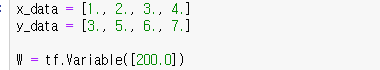 x_data = [1., 2., 3., 4.]
y_data = [3., 5., 6., 7.]
W = tf.Variable([200.0])